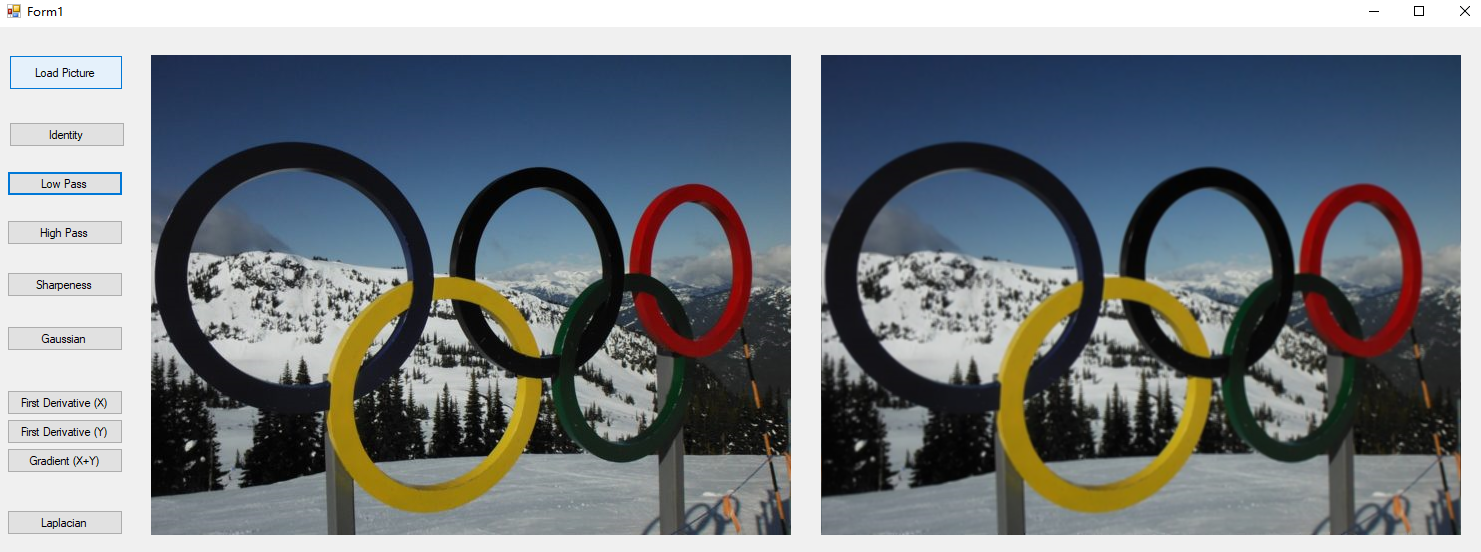 Form1
Load Picture
Identity
Low Pass
High Pass
Sharpeness
Gaussian
First Derivative (X)
First Derivative (Y)
Gradient (X+Y)
Laplacian